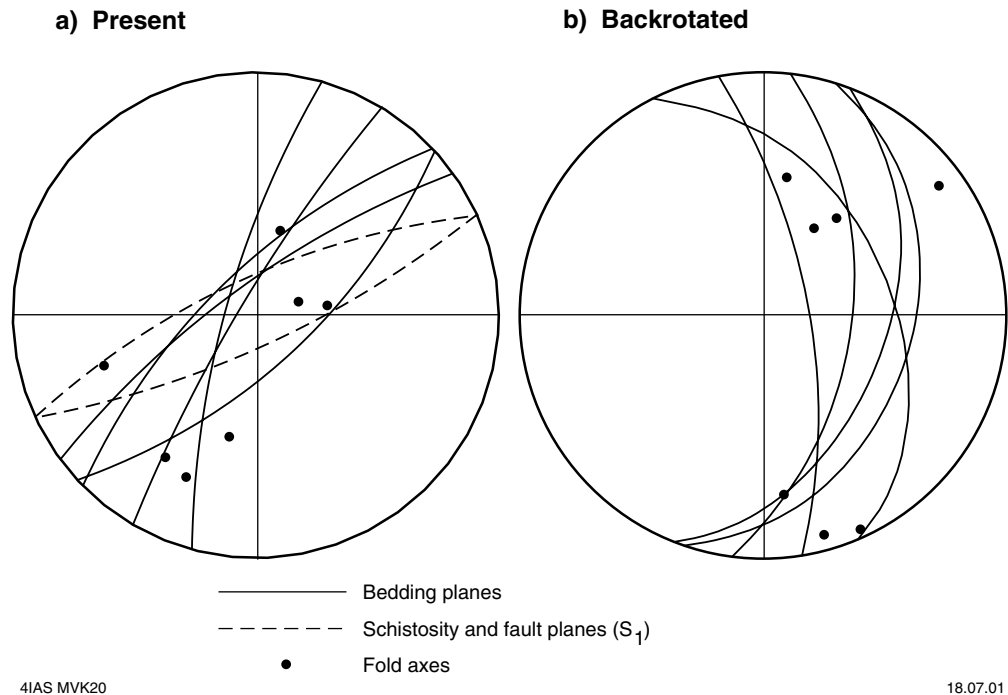 a) Present
b) Backrotated
Bedding planes
Schistosity and fault planes (S1)
Fold axes
4IAS MVK20
18.07.01